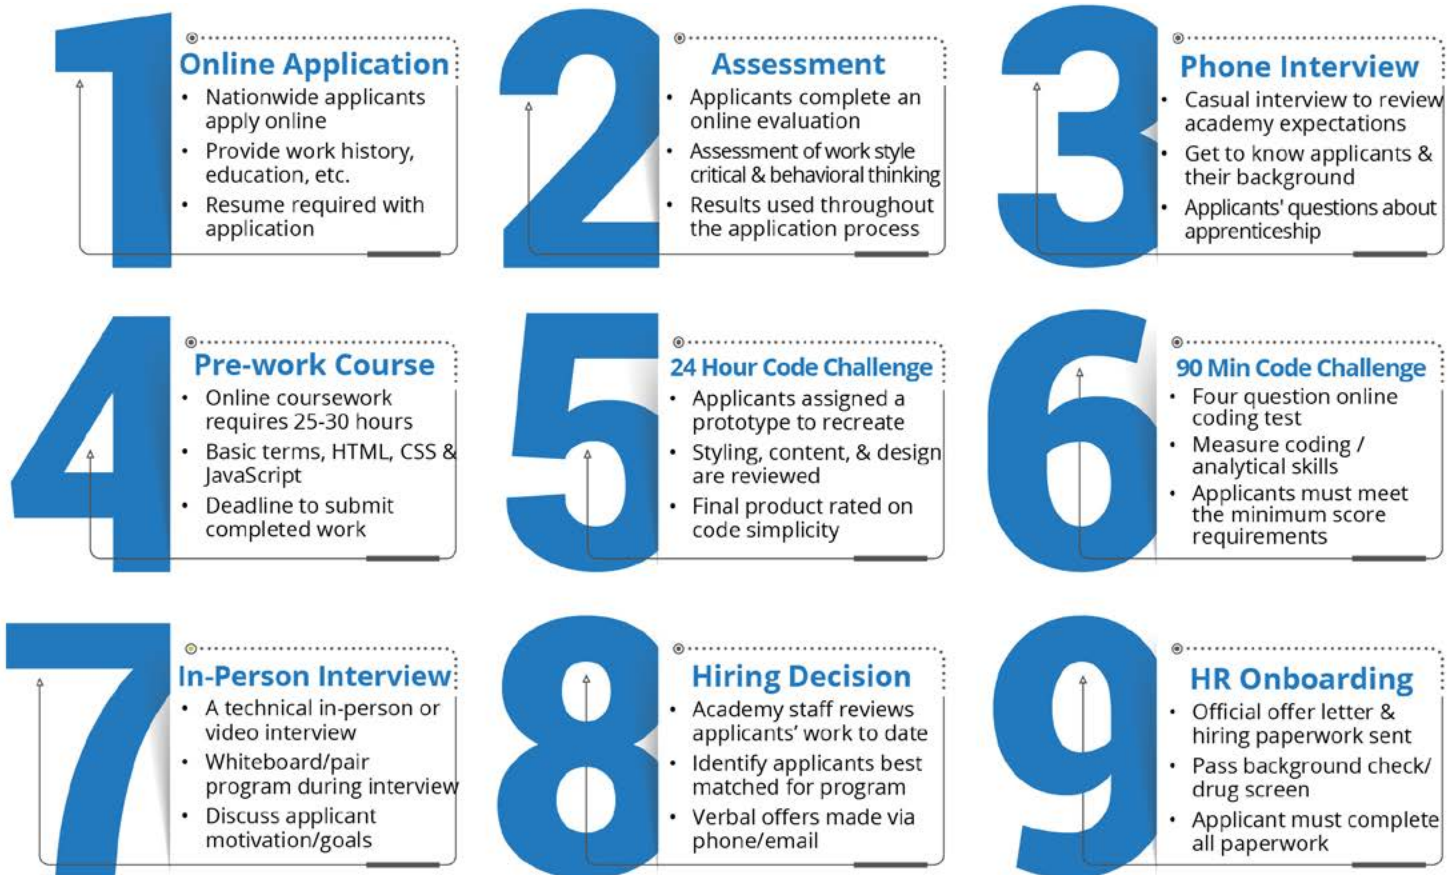 1
Online Application
• Nationwide applicants
apply online
• Provide work history,
education, etc.
• Resume required with
application
2
Assessment
• Applicants complete an
online evaluation
• Assessment of work style
critical & behavioral thinking
• Results used throughout
the application process
3
Phone Interview
• Casual interview to review
academy expectations
• Get to know applicants &
their background
• Applicants' questions about
apprenticeship
4
Pre-work Course
• Online coursework
requires 25-30 hours
• Basic terms, HTML, CSS &
JavaScript
• Deadline to submit
completed work
5
24 Hour Code Challenge
• Applicants assigned a
prototype to recreate
• Styling, content, & design
are reviewed
• Final product rated on
code simplicity
6
90 Min Code Challenge
• Four question online
coding test
• Measure coding /
analytical skills
• Applicants must meet
the minimum score
requirements
7
In-Person Interview
• A technical in-person or
video interview
• Whiteboard/pair
program during interview
• Discuss applicant
motivation/goals
8
Hiring Decision
• Academy staff reviews
applicants’ work to date
• Identify applicants best
matched for program
• Verbal offers made via
phone/email
9
HR Onboarding
• Official offer letter &
hiring paperwork sent
• Pass background check/
drug screen
• Applicant must complete
all paperwork